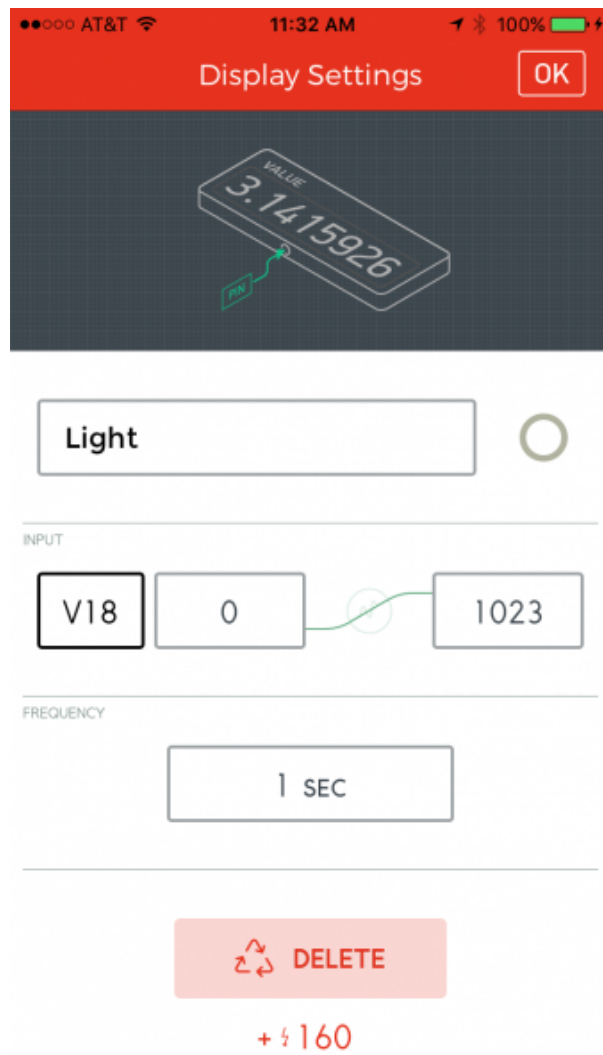 AT&T 11:32 AM 100%
Display Settings OK
VALUE
3.1415926
PIN
Light
INPUT
V18 0 1023
FREQUENCY
1 SEC
DELETE
+ 160